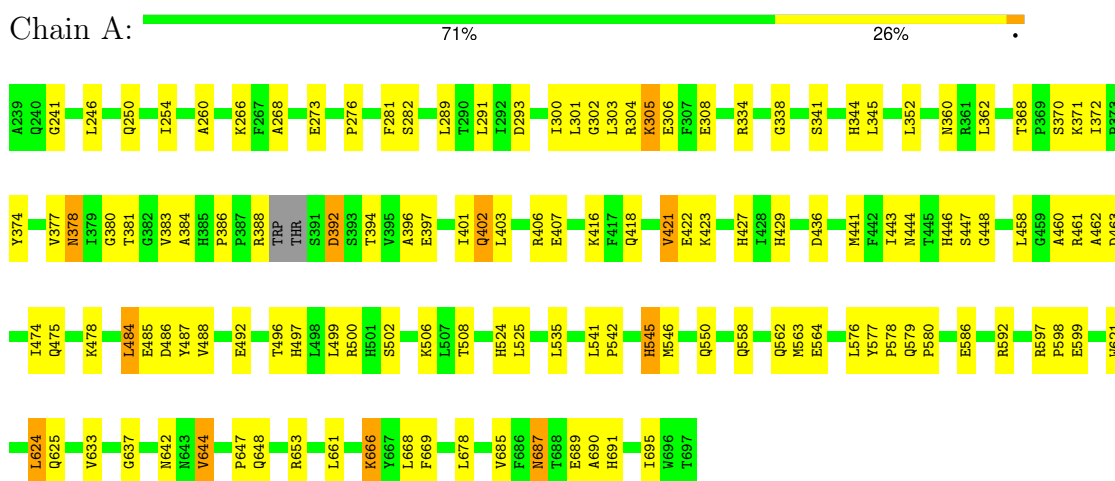 Chain A:
71% 26% •
A239 Q240 G241 L246 Q250 I254 A260 K266 F267 A268 E273 P276 F281 S282 L289 T290 L291 I292 D293 I300 L301 G302 L303 R304 K305 E306 F307 E308 R334 G338 S341 H344 L345 L352 N360 R361 L362 T368 P369 S370 K371 I372
Y374 V377 N378 I379 G380 T381 G382 V383 A384 H385 P386 P387 R388 TRP THR S391 D392 S393 T394 V395 A396 E397 I401 Q402 L403 R406 E407 K416 F417 Q418 V421 E422 K423 H427 I428 H429 D436 M441 F442 I443 N444 T445 H446 S447 G448 L458 G459 A460 R461 A462
I474 Q475 K478 L484 E485 D486 Y487 V488 E492 T496 H497 L498 L499 R500 H501 S502 K506 L507 T508 H524 L525 L535 L541 P542 H545 M546 Q550 Q558 Q562 M563 E564 L576 Y577 P578 Q579 P580 E586 R592 R597 P598 E599
L624 Q625 V633 G637 N642 N643 V644 P647 Q648 R653 L661 K666 Y667 L668 F669 L678 V685 F686 N687 T688 E689 A690 H691 I695 W696 T697